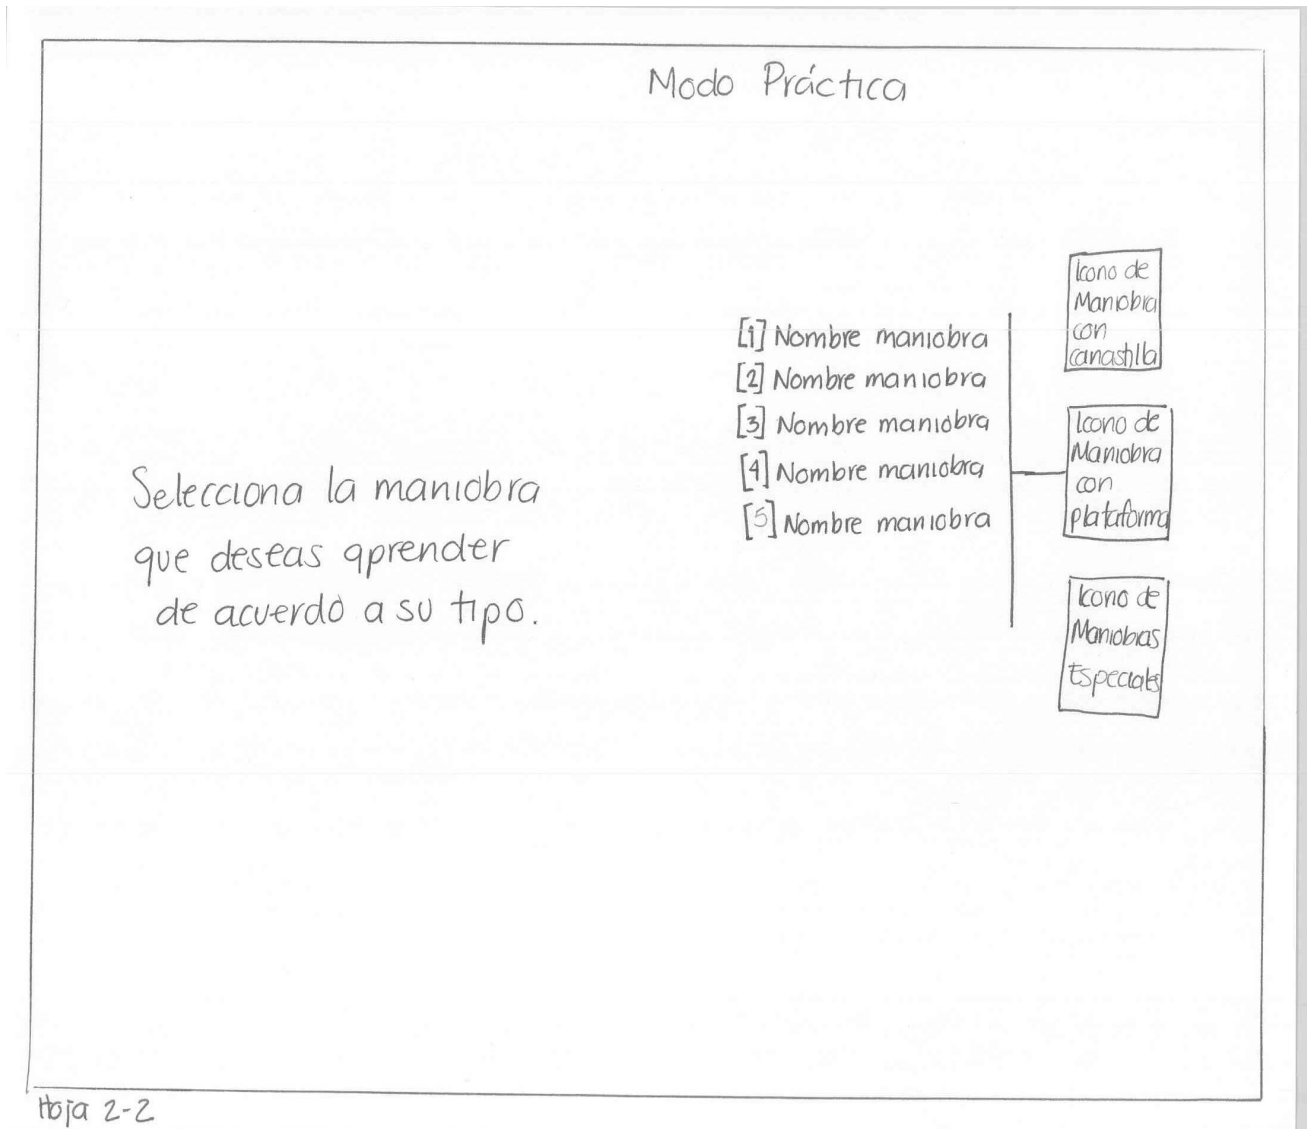 Modo Práctica
Selecciona la maniobra
que deseas aprender
de acuerdo a su tipo.
[1] Nombre maniobra
[2] Nombre maniobra
[3] Nombre maniobra
[4] Nombre maniobra
[5] Nombre maniobra
Icono de
Maniobra
con
canastilla
Icono de
Maniobra
con
plataforma
Icono de
Maniobras
Especiales
Hoja 2-2